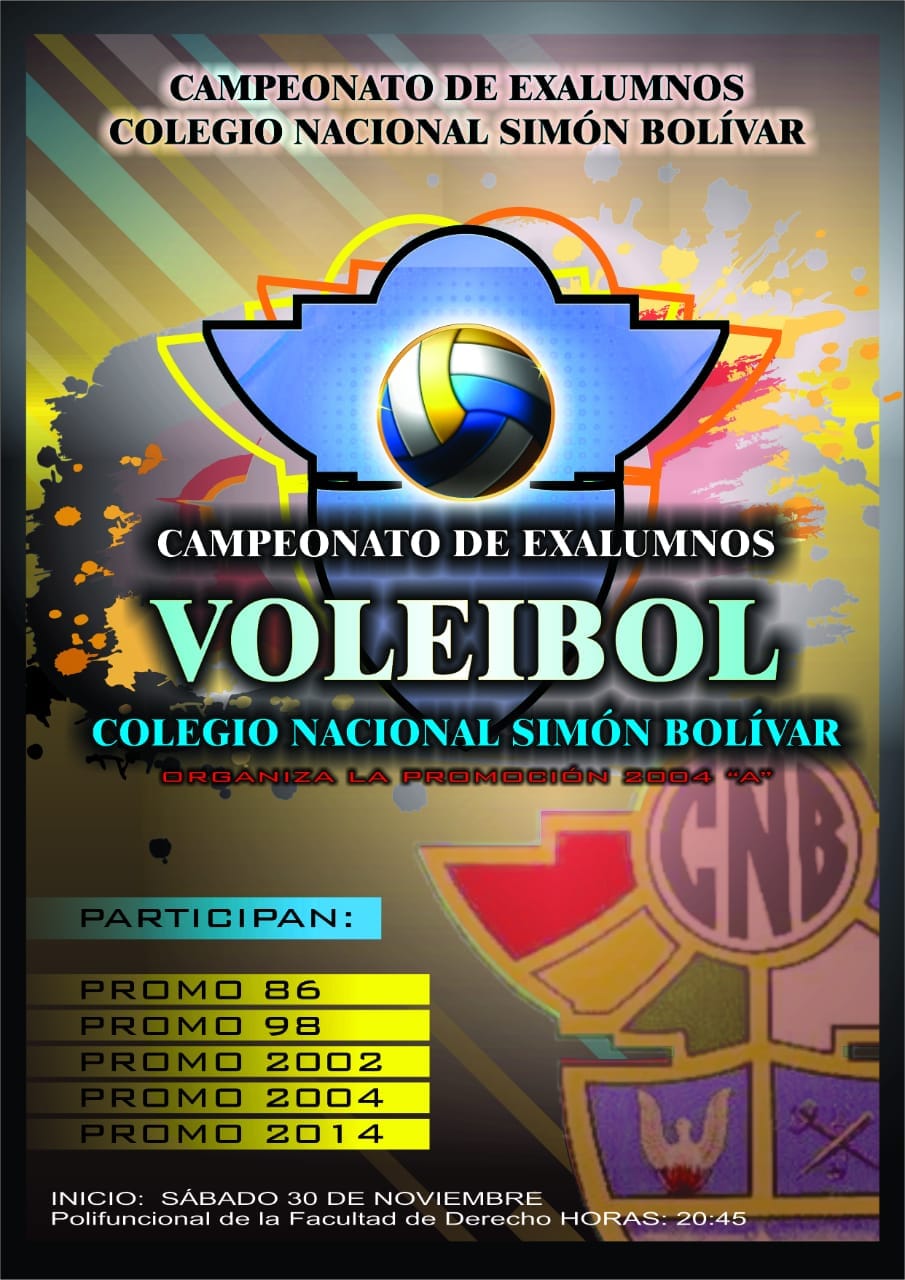 CAMPEONATO DE EXALUMNOS
COLEGIO NACIONAL SIMÓN BOLÍVAR
CAMPEONATO DE EXALUMNOS
VOLEIBOL
COLEGIO NACIONAL SIMÓN BOLÍVAR
ORGANIZA LA PROMOCIÓN 2004 “A”
CNB
PARTICIPAN:
PROMO 86
PROMO 98
PROMO 2002
PROMO 2004
PROMO 2014
INICIO: SÁBADO 30 DE NOVIEMBRE
Polifuncional de la Facultad de Derecho HORAS: 20:45